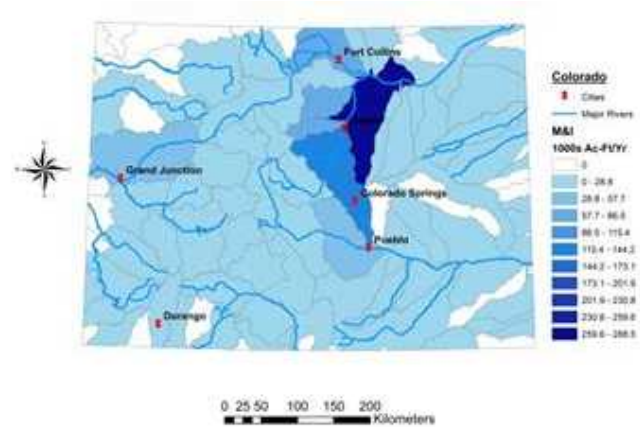 Fort Collins
Grand Junction
Colorado Springs
Pueblo
Durango
Colorado
Cities
Major Rivers
M&I
1000s Ac-Ft/Yr
0
0 - 28.8
28.8 - 57.7
57.7 - 86.5
86.5 - 115.4
115.4 - 144.2
144.2 - 173.1
173.1 - 201.9
201.9 - 230.8
230.8 - 259.6
259.6 - 288.5
0 25 50 100 150 200
Kilometers